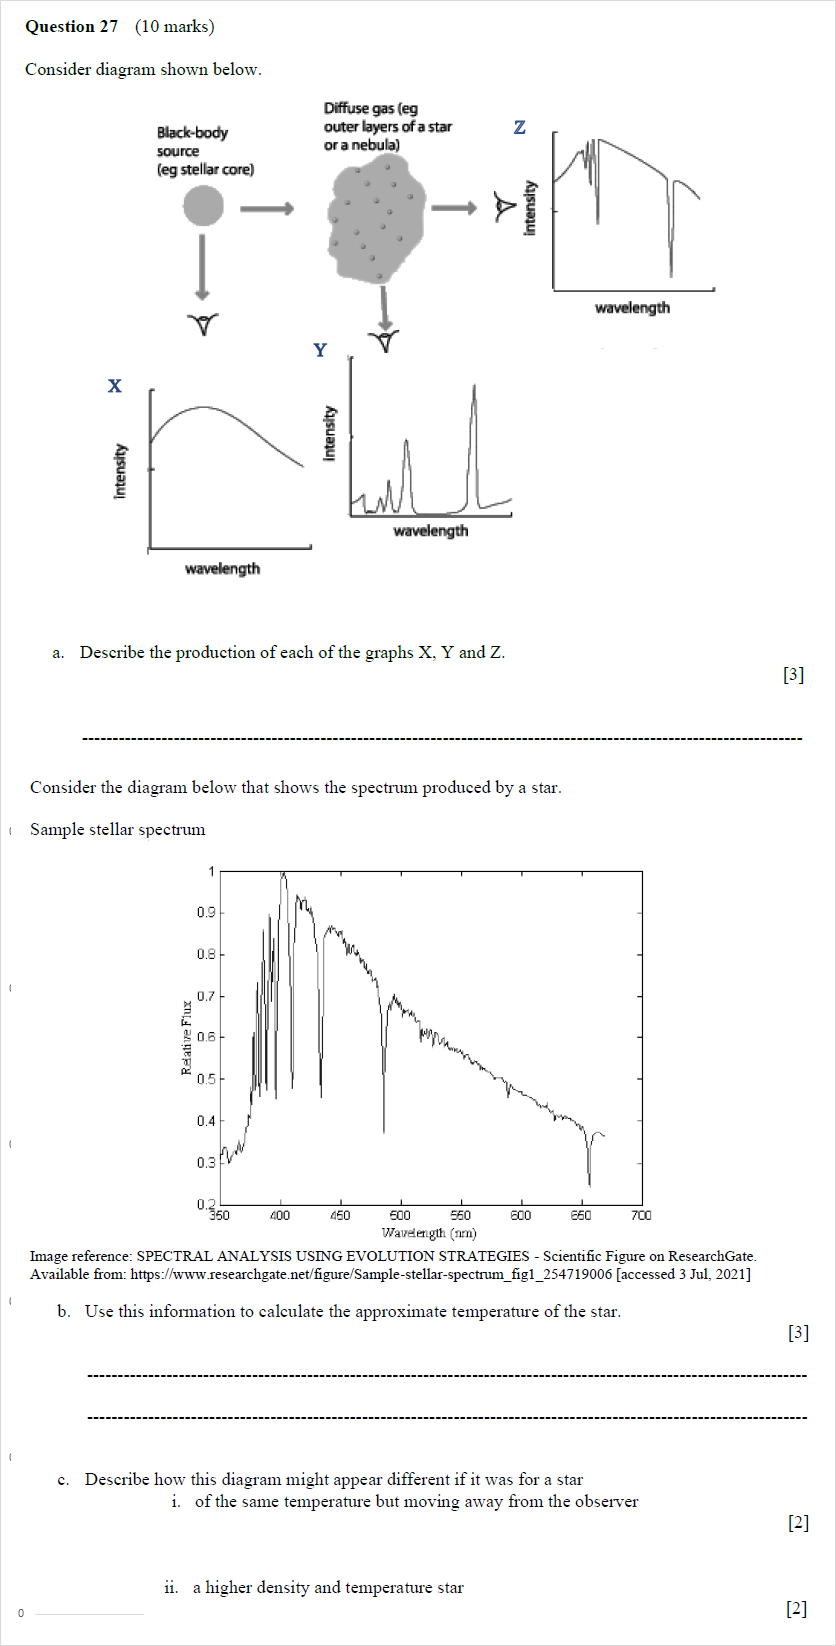 Question 27 (10 marks)
Consider diagram shown below.
Black-body
source
(eg stellar core)
Diffuse gas (eg
outer layers of a star
or a nebula)
Z
intensity
wavelength
X
intensity
wavelength
Y
intensity
wavelength
a. Describe the production of each of the graphs X, Y and Z.
[3]
Consider the diagram below that shows the spectrum produced by a star.
Sample stellar spectrum
1
0.9
0.8
0.7
0.6
0.5
0.4
0.3
0.2
Relative Flux
350 400 450 500 550 600 650 700
Wavelength (nm)
Image reference: SPECTRAL ANALYSIS USING EVOLUTION STRATEGIES - Scientific Figure on ResearchGate.
Available from: https://www.researchgate.net/figure/Sample-stellar-spectrum_fig1_254719006 [accessed 3 Jul, 2021]
b. Use this information to calculate the approximate temperature of the star.
[3]
c. Describe how this diagram might appear different if it was for a star
i. of the same temperature but moving away from the observer
[2]
ii. a higher density and temperature star
[2]
0